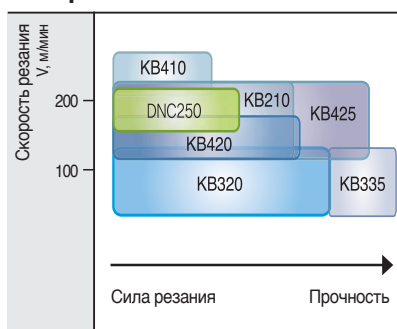 Скорость резания
V, м/мин
200
100
KB410
DNC250
KB210
KB425
KB420
KB320
KB335
Сила резания
Прочность